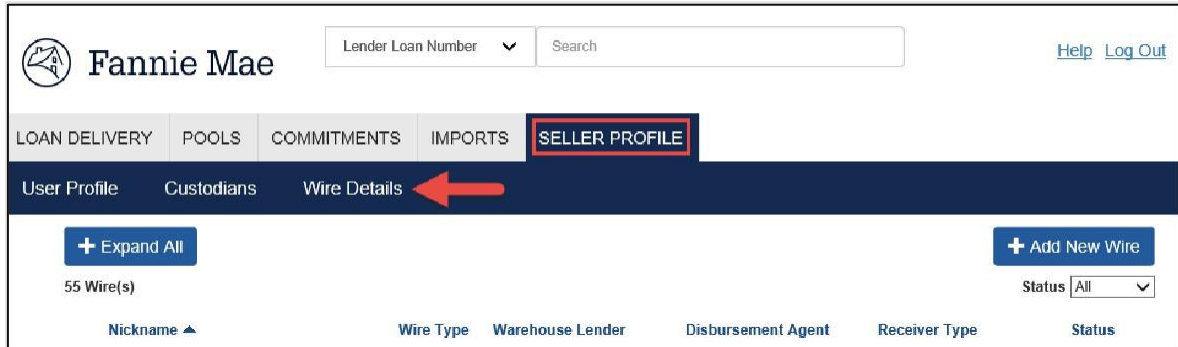 Fannie Mae
Lender Loan Number Search
Help Log Out
LOAN DELIVERY POOLS COMMITMENTS IMPORTS SELLER PROFILE
User Profile Custodians Wire Details
+ Expand All + Add New Wire
55 Wire(s) Status All
Nickname Wire Type Warehouse Lender Disbursement Agent Receiver Type Status